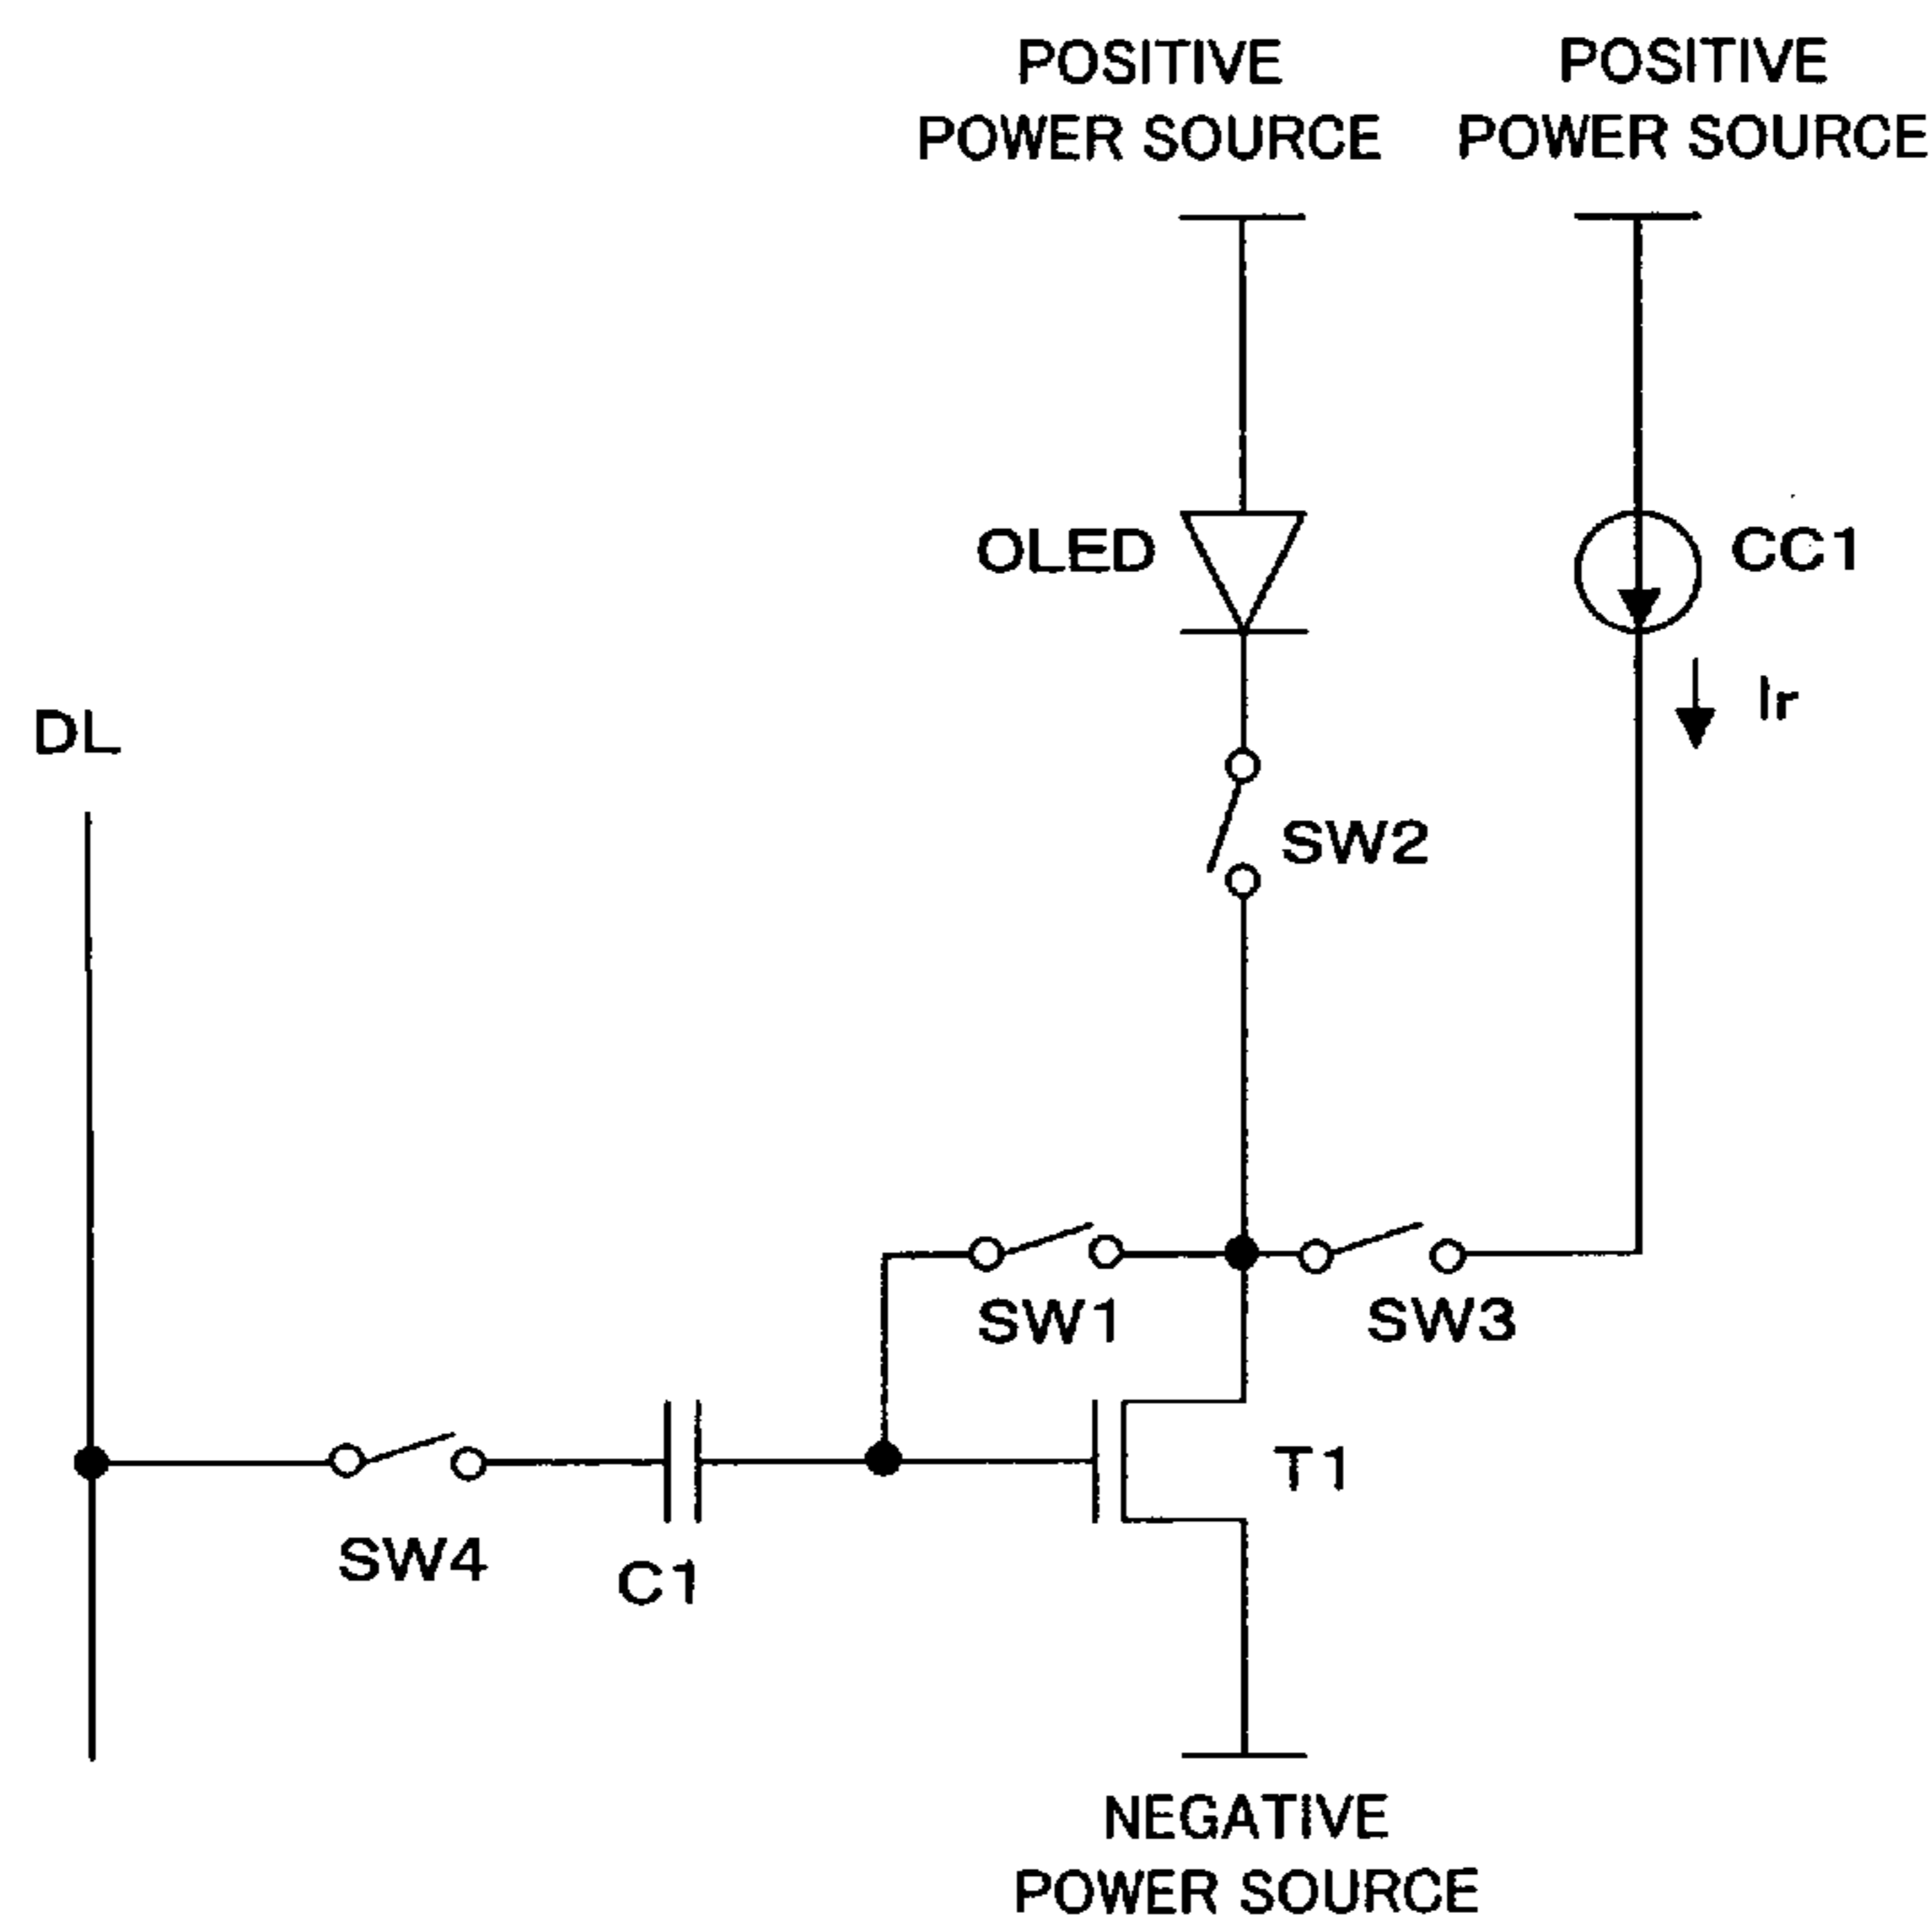 POSITIVE
POWER SOURCE
POSITIVE
POWER SOURCE
OLED
CC1
Ir
DL
SW2
SW1
SW3
T1
SW4
C1
NEGATIVE
POWER SOURCE